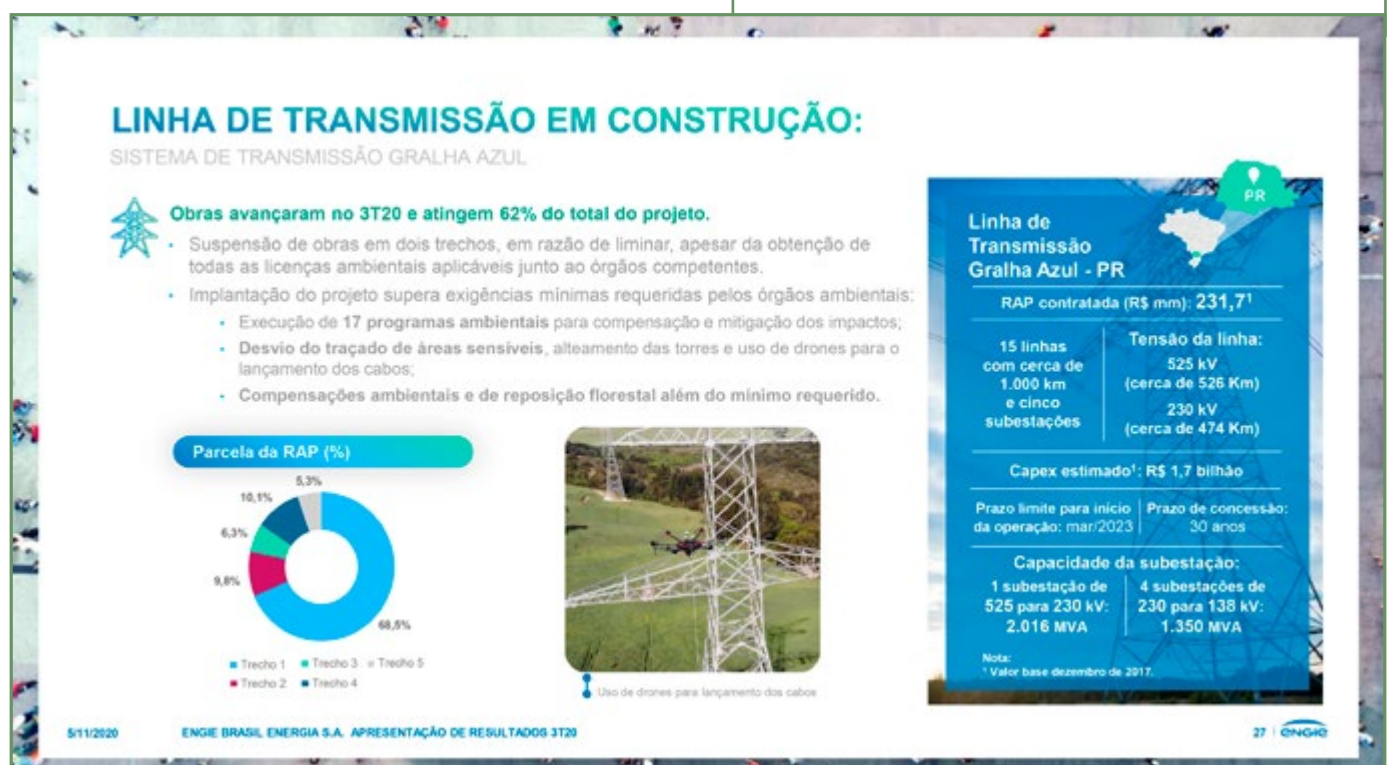 LINHA DE TRANSMISSÃO EM CONSTRUÇÃO:
SISTEMA DE TRANSMISSÃO GRALHA AZUL
Obras avançaram no 3T20 e atingem 62% do total do projeto.
• Suspensão de obras em dois trechos, em razão de liminar, apesar da obtenção de
todas as licenças ambientais aplicáveis junto ao órgãos competentes.
• Implantação do projeto supera exigências mínimas requeridas pelos órgãos ambientais:
• Execução de 17 programas ambientais para compensação e mitigação dos impactos;
• Desvio do traçado de áreas sensíveis, alteamento das torres e uso de drones para o
lançamento dos cabos;
• Compensações ambientais e de reposição florestal além do mínimo requerido.
Parcela da RAP (%)
5,3%
10,1%
6,3%
9,8%
68,5%
Trecho 1 Trecho 3 Trecho 5
Trecho 2 Trecho 4
Uso de drones para lançamento dos cabos
PR
Linha de
Transmissão
Gralha Azul - PR
RAP contratada (R$ mm): 231,7¹
15 linhas
com cerca de
1.000 km
e cinco
subestações
Tensão da linha:
525 kV
(cerca de 526 Km)
230 kV
(cerca de 474 Km)
Capex estimado¹: R$ 1,7 bilhão
Prazo limite para início
da operação: mar/2023
Prazo de concessão:
30 anos
Capacidade da subestação:
1 subestação de
525 para 230 kV:
2.016 MVA
4 subestações de
230 para 138 kV:
1.350 MVA
Nota:
¹ Valor base dezembro de 2017.
5/11/2020 ENGIE BRASIL ENERGIA S.A. APRESENTAÇÃO DE RESULTADOS 3T20 27 | ENGIE